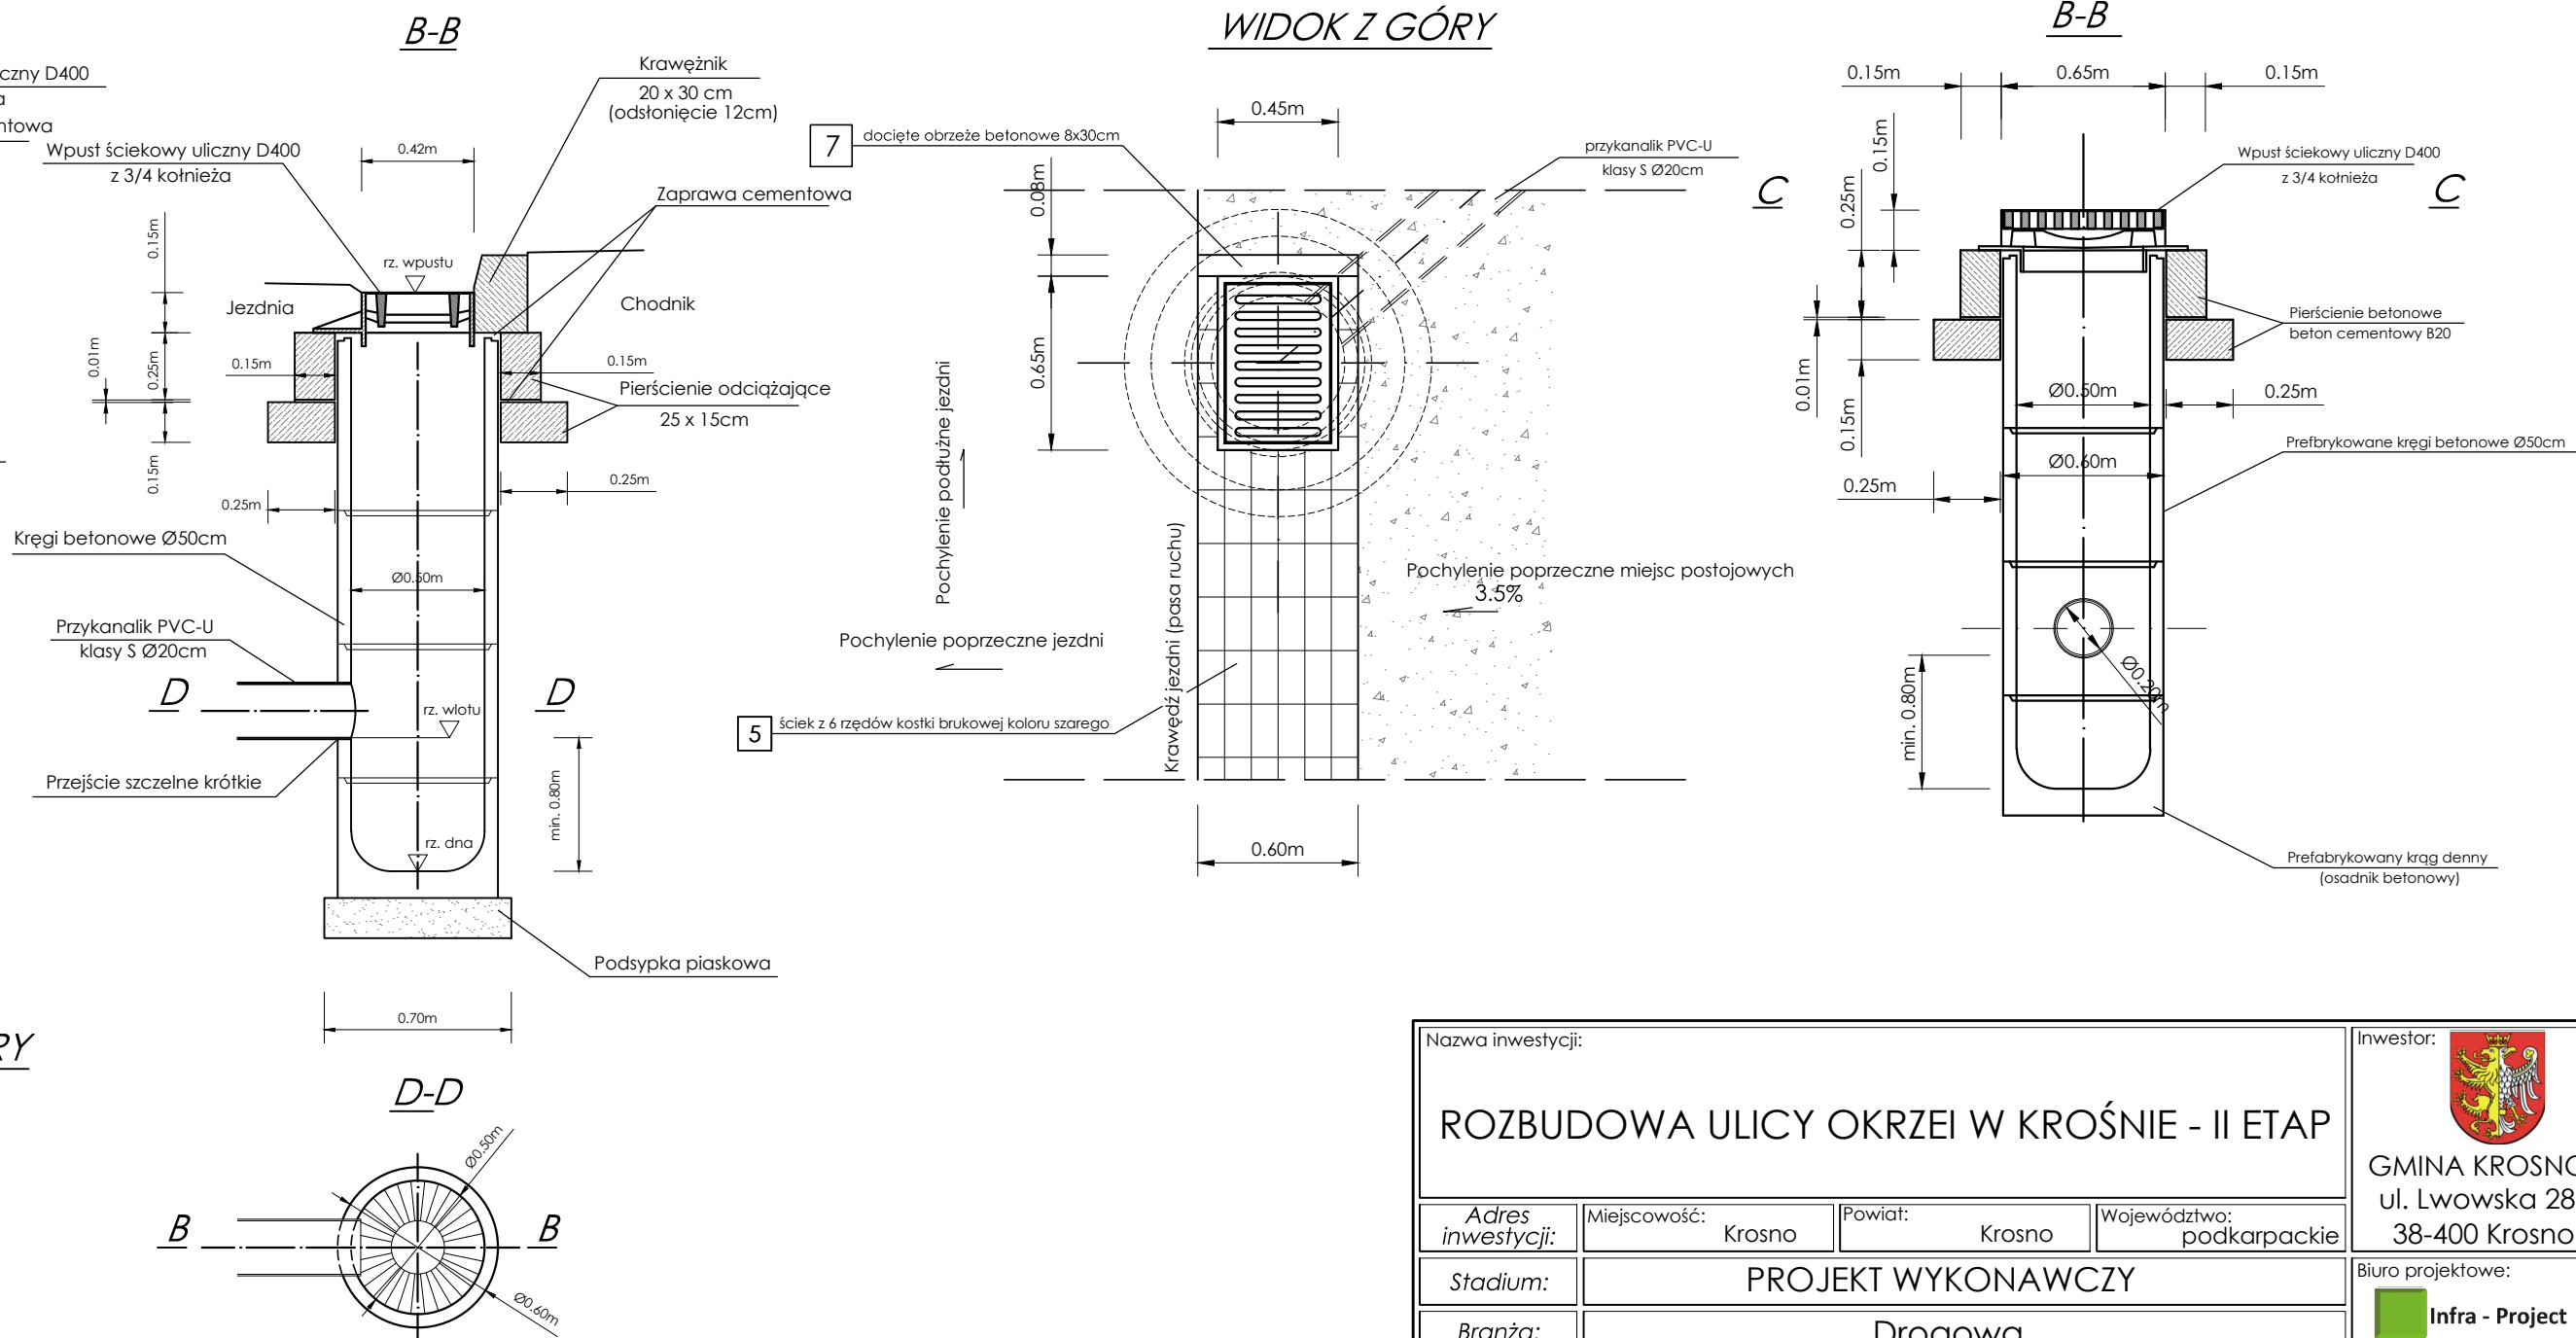 B-B
czny D400
a
ntowa
Wpust ściekowy uliczny D400
z 3/4 kołnieża
0.42m
Krawężnik
20 x 30 cm
(odsłonięcie 12cm)
Zaprawa cementowa
0.15m
rz. wpustu
Jezdnia
Chodnik
0.01m
0.25m
0.15m
0.15m
Pierścienie odciążające
25 x 15cm
0.15m
0.25m
0.25m
Kręgi betonowe Ø50cm
Ø0.50m
Przykanalik PVC-U
klasy S Ø20cm
D
D
rz. wlotu
Przejście szczelne krótkie
min. 0.80m
rz. dna
Podsypka piaskowa
0.70m
RY
D-D
Ø0.50m
B
B
Ø0.60m
WIDOK Z GÓRY
0.45m
7
docięte obrzeże betonowe 8x30cm
przykanalik PVC-U
klasy S Ø20cm
0.08m
0.65m
Pochylenie podłużne jezdni
Krawędź jezdni (pasa ruchu)
Pochylenie poprzeczne miejsc postojowych
3.5%
Pochylenie poprzeczne jezdni
5
ściek z 6 rzędów kostki brukowej koloru szarego
0.60m
B-B
0.15m
0.65m
0.15m
0.15m
0.25m
Wpust ściekowy uliczny D400
z 3/4 kołnieża
C
C
Pierścienie betonowe
beton cementowy B20
0.01m
0.15m
Ø0.50m
0.25m
Prefbrykowane kręgi betonowe Ø50cm
Ø0.60m
0.25m
Ø0.20m
min. 0.80m
Prefabrykowany krąg denny
(osadnik betonowy)
Nazwa inwestycji:
ROZBUDOWA ULICY OKRZEI W KROŚNIE - II ETAP
Inwestor:
GMINA KROSNO
ul. Lwowska 28
38-400 Krosno
Adres
inwestycji:
Miejscowość:
Krosno
Powiat:
Krosno
Województwo:
podkarpackie
Stadium:
PROJEKT WYKONAWCZY
Biuro projektowe:
Infra - Project
Branża:
Drogowa